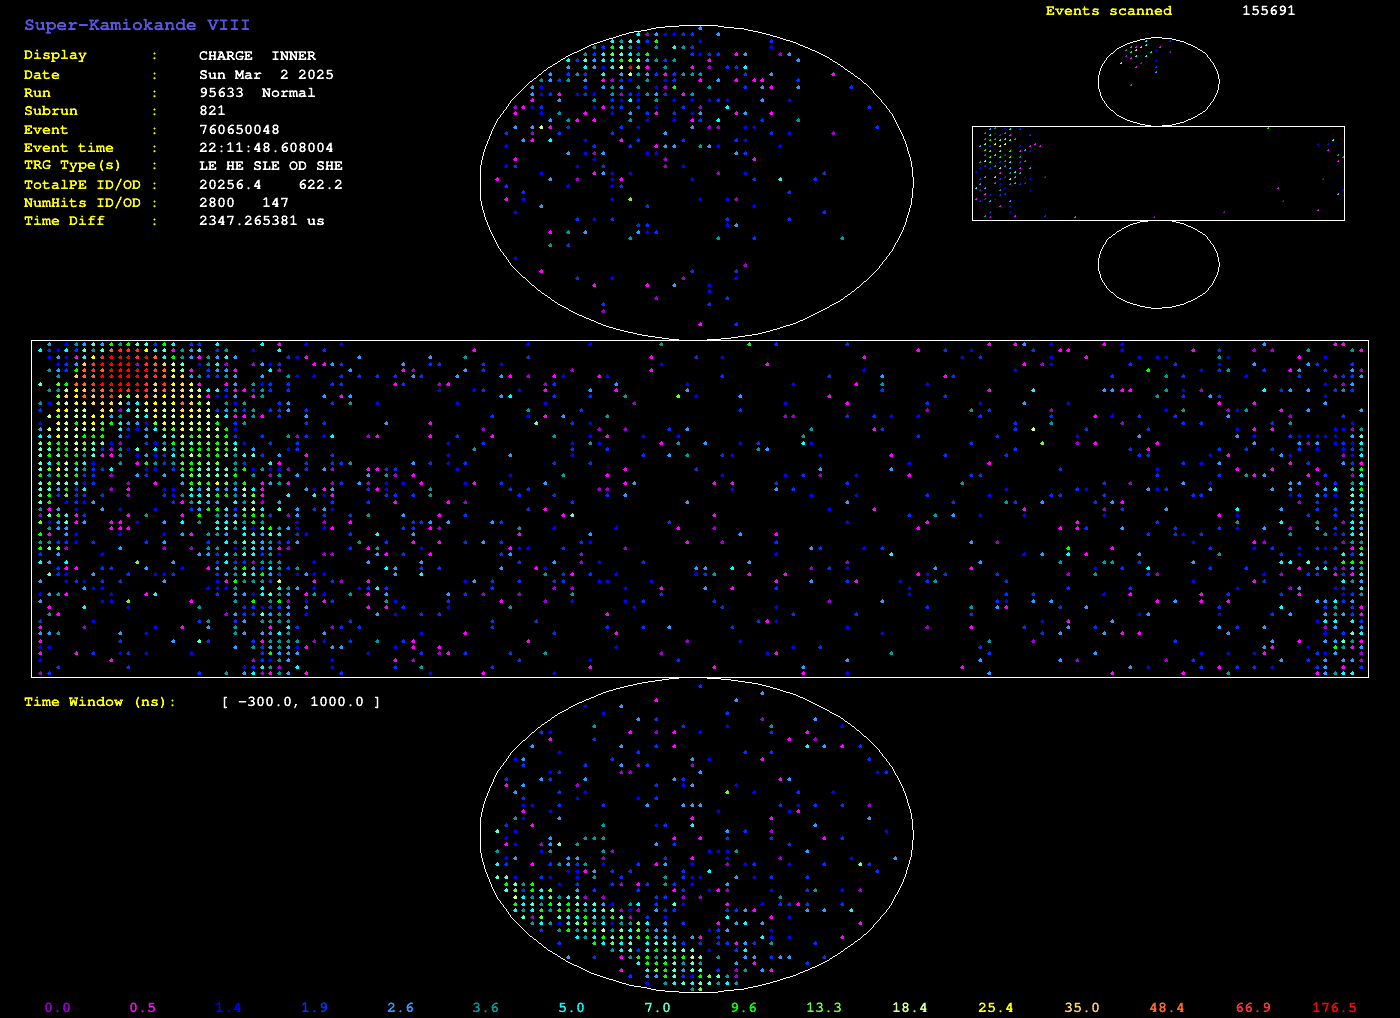 Super-Kamiokande VIII
Display : CHARGE INNER
Date : Sun Mar 2 2025
Run : 95633 Normal
Subrun : 821
Event : 760650048
Event time : 22:11:48.608004
TRG Type(s) : LE HE SLE OD SHE
TotalPE ID/OD : 20256.4 622.2
NumHits ID/OD : 2800 147
Time Diff : 2347.265381 us
Events scanned 155691
Time Window (ns): [ -300.0, 1000.0 ]
0.0 0.5 1.4 1.9 2.6 3.6 5.0 7.0 9.6 13.3 18.4 25.4 35.0 48.4 66.9 176.5